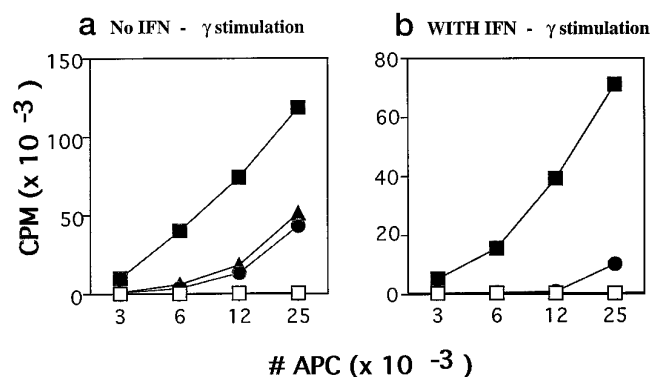 a No IFN - γ stimulation
b WITH IFN - γ stimulation
CPM (x 10 -3)
150
100
50
0
3 6 12 25
80
60
40
20
0
3 6 12 25
# APC (x 10 -3)